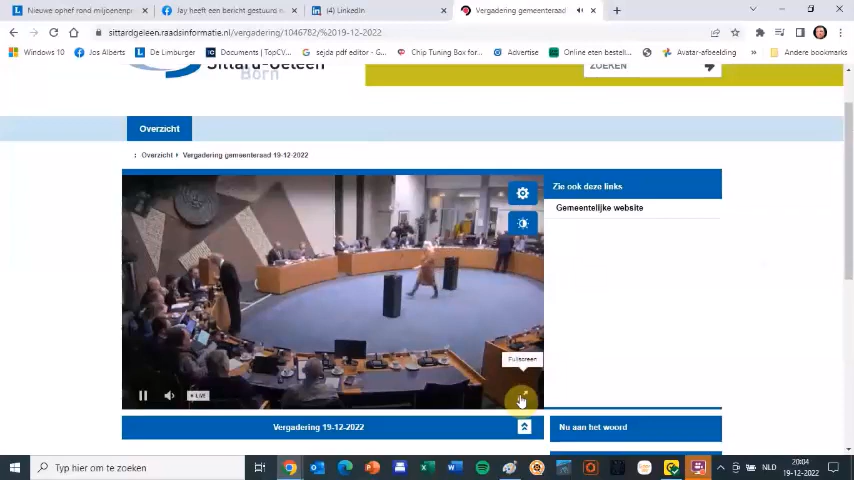 Nieuwe ophef rond miljoenenpr
Jay heeft een bericht gestuurd
(4) LinkedIn
Vergadering gemeenteraad
sittardgeleen.raadsinformatie.nl/vergadering/1046782/%2019-12-2022
Windows 10
Jos Alberts
De Limburger
Documents | TopCV...
sejda pdf editor - G...
Chip Tuning Box for...
Advertise
Online eten bestell...
Avatar-afbeelding
»
Andere bookmarks
Sittard-Geleen
Born
ZOEKEN
Overzicht
: Overzicht Vergadering gemeenteraad 19-12-2022
Zie ook deze links
Gemeentelijke website
Fullscreen
LIVE
Vergadering 19-12-2022
Nu aan het woord
Typ hier om te zoeken
NLD
20:04
19-12-2022